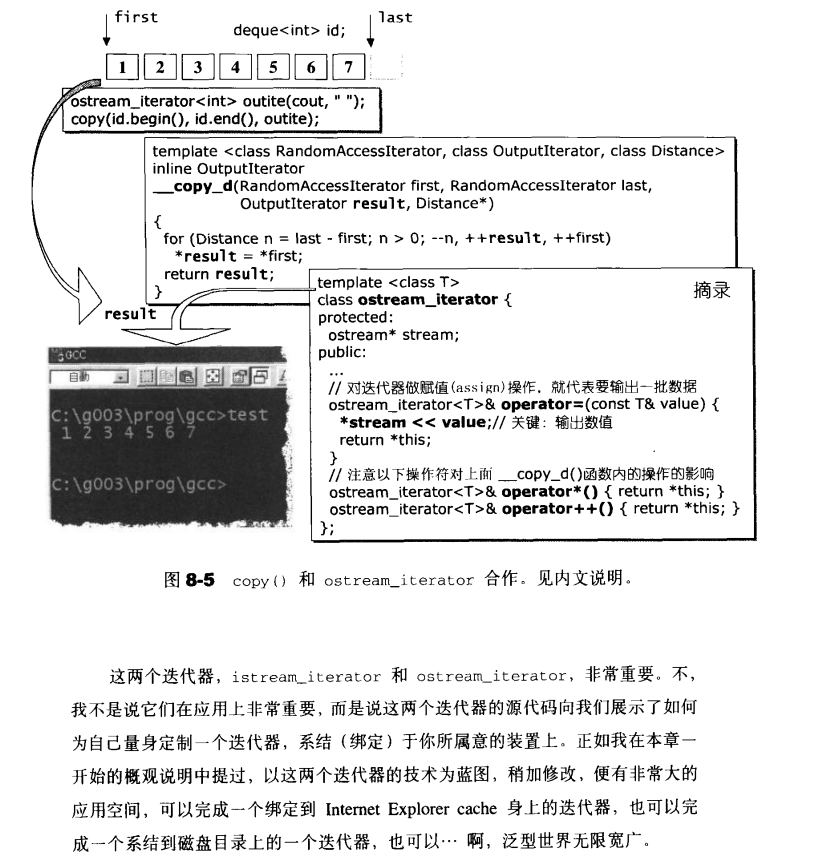 first
last
deque<int> id;
1 2 3 4 5 6 7
ostream_iterator<int> outite(cout, " ");
copy(id.begin(), id.end(), outite);
template <class RandomAccessIterator, class OutputIterator, class Distance>
inline OutputIterator
__copy_d(RandomAccessIterator first, RandomAccessIterator last,
OutputIterator result, Distance*)
{
for (Distance n = last - first; n > 0; --n, ++result, ++first)
*result = *first;
return result;
}
result
template <class T>
摘录
class ostream_iterator {
protected:
ostream* stream;
public:
...
// 对迭代器做赋值(assign)操作，就代表要输出一批数据
ostream_iterator<T>& operator=(const T& value) {
*stream << value;// 关键：输出数值
return *this;
}
// 注意以下操作符对上面 __copy_d()函数内的操作的影响
ostream_iterator<T>& operator*() { return *this; }
ostream_iterator<T>& operator++() { return *this; }
};
GCC
自動
C:\g003\prog\gcc>test
1 2 3 4 5 6 7
C:\g003\prog\gcc>
图 8-5 copy() 和 ostream_iterator 合作。见内文说明。
这两个迭代器，istream_iterator 和 ostream_iterator，非常重要。不，
我不是说它们在应用上非常重要，而是说这两个迭代器的源代码向我们展示了如何
为自己量身定制一个迭代器，系结（绑定）于你所属意的装置上。正如我在本章一
开始的概观说明中提过，以这两个迭代器的技术为蓝图，稍加修改，便有非常大的
应用空间，可以完成一个绑定到 Internet Explorer cache 身上的迭代器，也可以完
成一个系结到磁盘目录上的一个迭代器，也可以… 啊，泛型世界无限宽广。